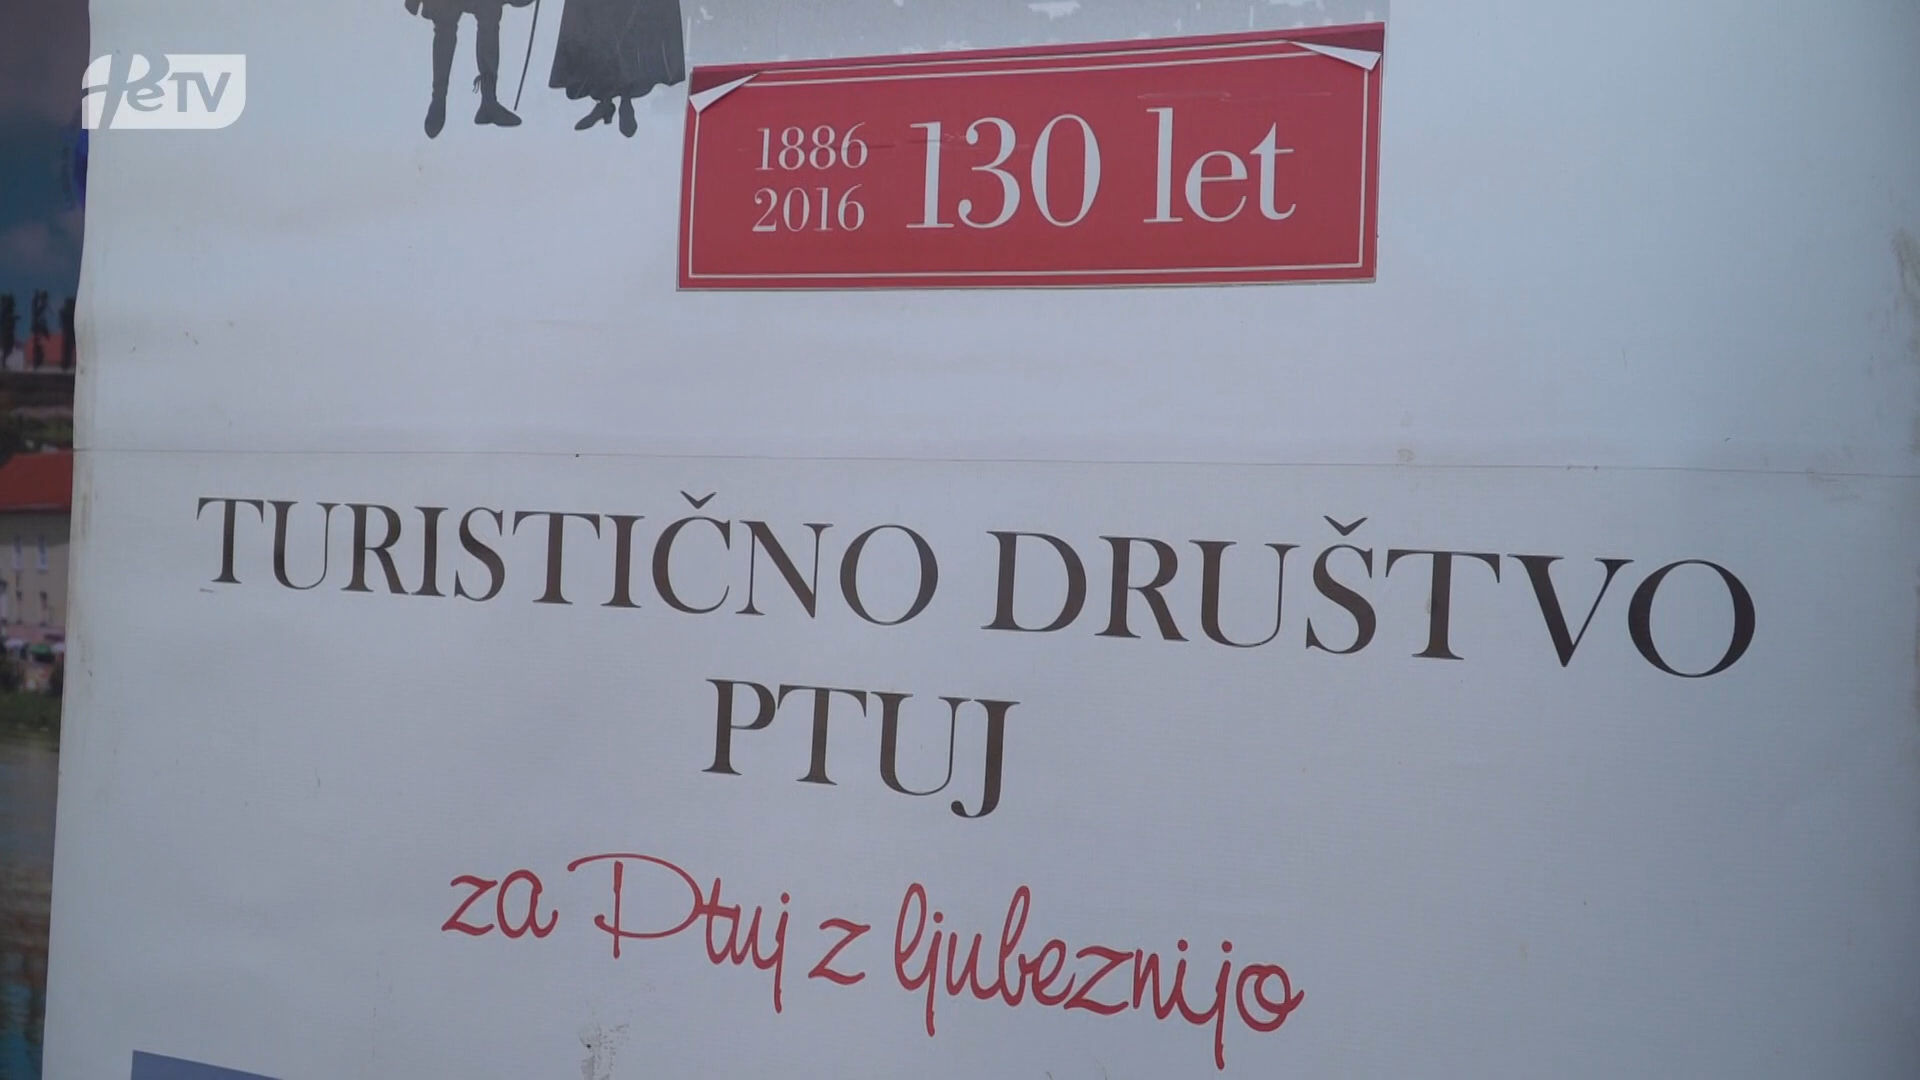 PeTV
1886
2016
130 let
TURISTIČNO DRUŠTVO
PTUJ
za Ptuj z ljubeznijo